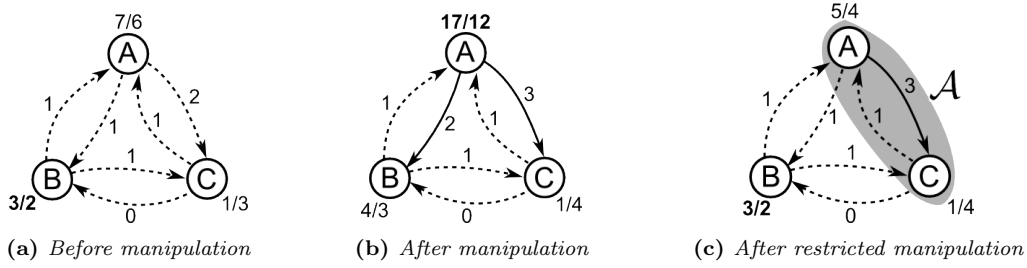 7/6
A
1
1
1
2
B
1
C
3/2
0
1/3
(a) Before manipulation
17/12
A
1
2
1
3
B
1
C
4/3
0
1/4
(b) After manipulation
5/4
A
𝒜
1
1
1
3
B
1
C
3/2
0
1/4
(c) After restricted manipulation